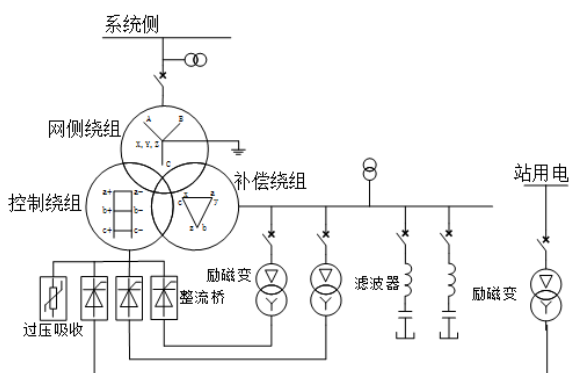 系统侧
网侧绕组
A
B
X, Y, Z
C
控制绕组
a+
a-
b+
b-
c+
c-
补偿绕组
c
x
a
y
z
b
站用电
过压吸收
整流桥
励磁变
滤波器
励磁变